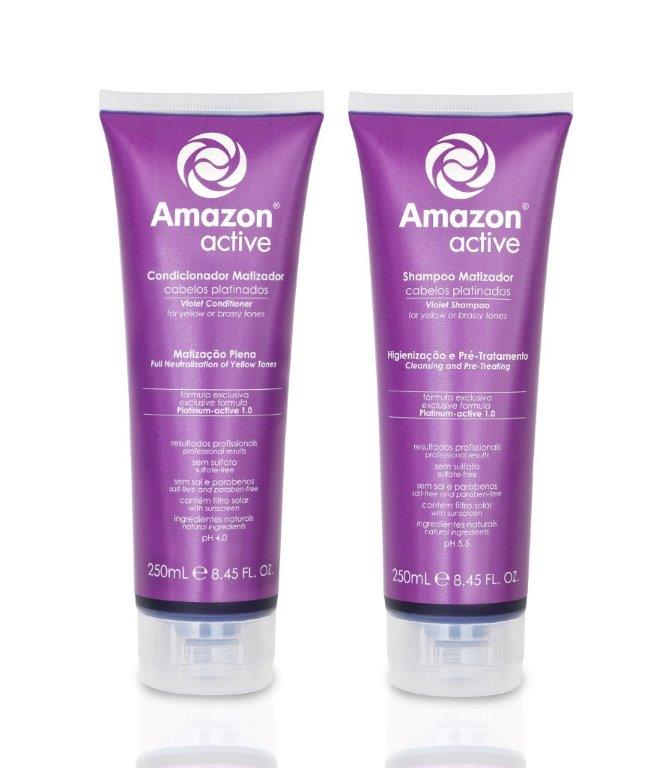 Amazon®
active
Condicionador Matizador
cabelos platinados
Violet Conditioner
for yellow or brassy tones
Matização Plena
Full Neutralization of Yellow Tones
fórmula exclusiva
exclusive formula
Platinum-active 1.0
resultados profissionais
professional results
sem sulfato
sulfate-free
sem sal e parabenos
salt-free and paraben-free
contém filtro solar
with sunscreen
ingredientes naturais
natural ingredients
pH 4.0
250mL ℮ 8.45 FL. OZ.
Amazon®
active
Shampoo Matizador
cabelos platinados
Violet Shampoo
for yellow or brassy tones
Higienização e Pré-Tratamento
Cleansing and Pre-Treating
fórmula exclusiva
exclusive formula
Platinum-active 1.0
resultados profissionais
professional results
sem sulfato
sulfate-free
sem sal e parabenos
salt-free and paraben-free
contém filtro solar
with sunscreen
ingredientes naturais
natural ingredients
pH 5.5
250mL ℮ 8.45 FL. OZ.